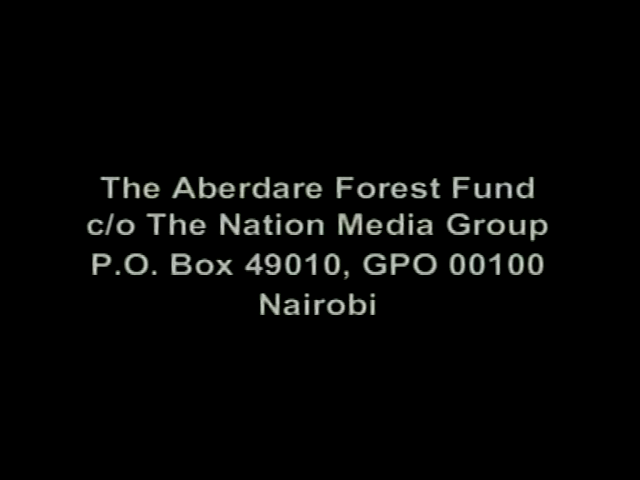 The Aberdare Forest Fund
c/o The Nation Media Group
P.O. Box 49010, GPO 00100
Nairobi